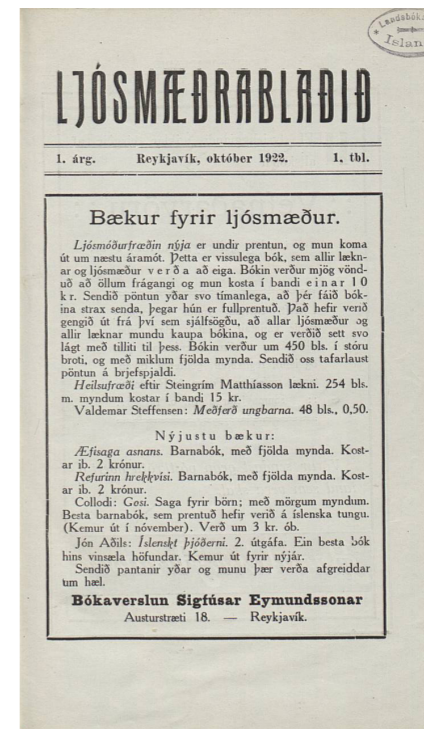 Landsbóka
Íslan
LJÓSMÆÐRABLAÐIÐ
1. árg. Reykjavík, október 1922. 1. tbl.
Bækur fyrir ljósmæður.
Ljósmóðurfræðin nýja er undir prentun, og mun koma
út um næstu áramót. Þetta er vissulega bók, sem allir lækn-
ar og ljósmæður verða að eiga. Bókin verður mjög vönd-
uð að öllum frágangi og mun kosta í bandi einar 10
kr. Sendið pöntun yðar svo tímanlega, að þér fáið bók-
ina strax senda, þegar hún er fullprentuð. Það hefir verið
gengið út frá því sem sjálfsögðu, að allar ljósmæður og
allir læknar mundu kaupa bókina, og er verðið sett svo
lágt með tilliti til þess. Bókin verður um 450 bls. í stóru
broti, og með miklum fjölda mynda. Sendið oss tafarlaust
pöntun á brjefspjaldi.
Heilsufræði eftir Steingrím Matthíasson lækni. 254 bls.
m. myndum kostar í bandi 15 kr.
Valdemar Steffensen: Meðferð ungbarna. 48 bls., 0,50.
Nýjustu bækur:
Æfisaga asnans. Barnabók, með fjölda mynda. Kost-
ar ib. 2 krónur.
Refurinn hrekkvísi. Barnabók, með fjölda mynda. Kost-
ar ib. 2 krónur.
Collodi: Gosi. Saga fyrir börn; með mörgum myndum.
Besta barnabók, sem prentuð hefir verið á íslenska tungu.
(Kemur út í nóvember). Verð um 3 kr. ób.
Jón Aðils: Íslenskt þjóðerni. 2. útgáfa. Ein besta bók
hins vinsæla höfundar. Kemur út fyrir nýjár.
Sendið pantanir yðar og munu þær verða afgreiddar
um hæl.
Bókaverslun Sigfúsar Eymundssonar
Austurstræti 18. — Reykjavík.